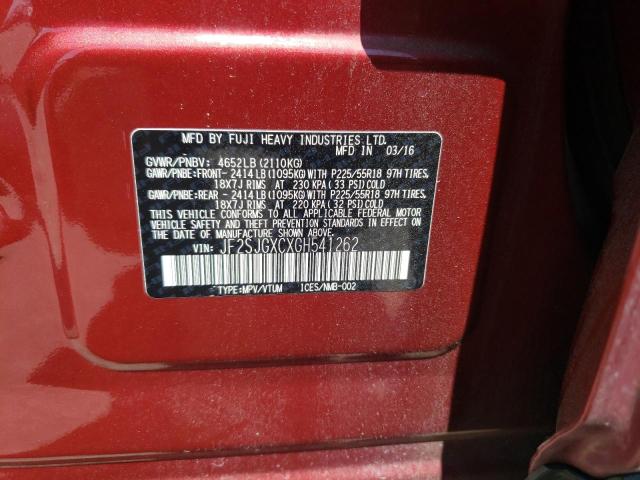 MFD BY FUJI HEAVY INDUSTRIES LTD.
MFD IN 03/16
GVWR/PNBV: 4652LB (2110KG)
GAWR/PNBE:FRONT- 2414LB (1095KG) WITH P225/55R18 97H TIRES,
18X7J RIMS AT 230 KPA (33 PSI) COLD
GAWR/PNBE:REAR - 2414LB (1095KG) WITH P225/55R18 97H TIRES,
18X7J RIMS AT 220 KPA (32 PSI) COLD
THIS VEHICLE CONFORMS TO ALL APPLICABLE FEDERAL MOTOR
VEHICLE SAFETY AND THEFT PREVENTION STANDARDS IN EFFECT
ON THE DATE OF MANUFACTURE SHOWN ABOVE.
VIN: JF2SJGXCXGH541262
TYPE:MPV/VTUM ICES/NMB-002